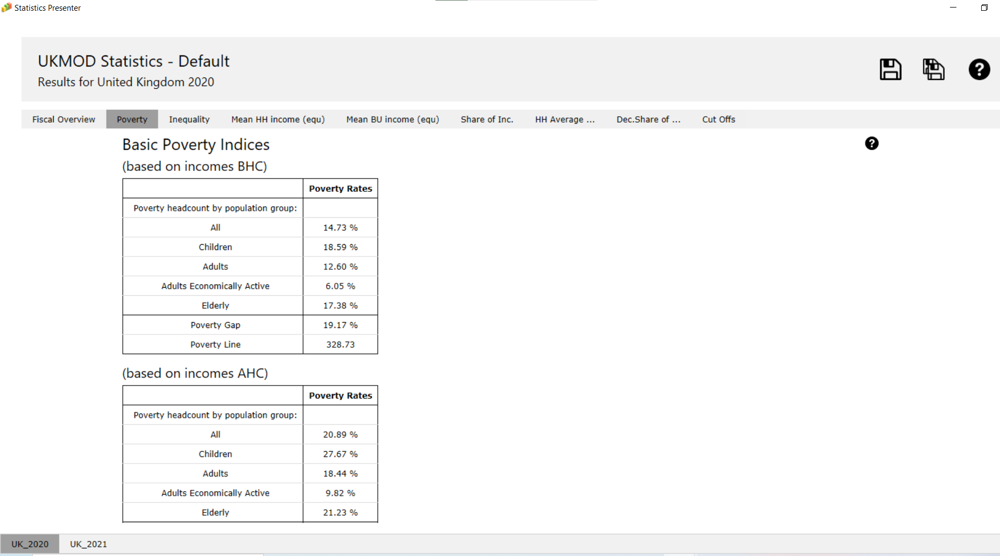 Statistics Presenter
UKMOD Statistics - Default
Results for United Kingdom 2020
Fiscal Overview Poverty Inequality Mean HH income (equ) Mean BU income (equ) Share of Inc. HH Average ... Dec.Share of ... Cut Offs
Basic Poverty Indices
(based on incomes BHC)
Poverty Rates
Poverty headcount by population group:
All 14.73 %
Children 18.59 %
Adults 12.60 %
Adults Economically Active 6.05 %
Elderly 17.38 %
Poverty Gap 19.17 %
Poverty Line 328.73
(based on incomes AHC)
Poverty Rates
Poverty headcount by population group:
All 20.89 %
Children 27.67 %
Adults 18.44 %
Adults Economically Active 9.82 %
Elderly 21.23 %
UK_2020 UK_2021